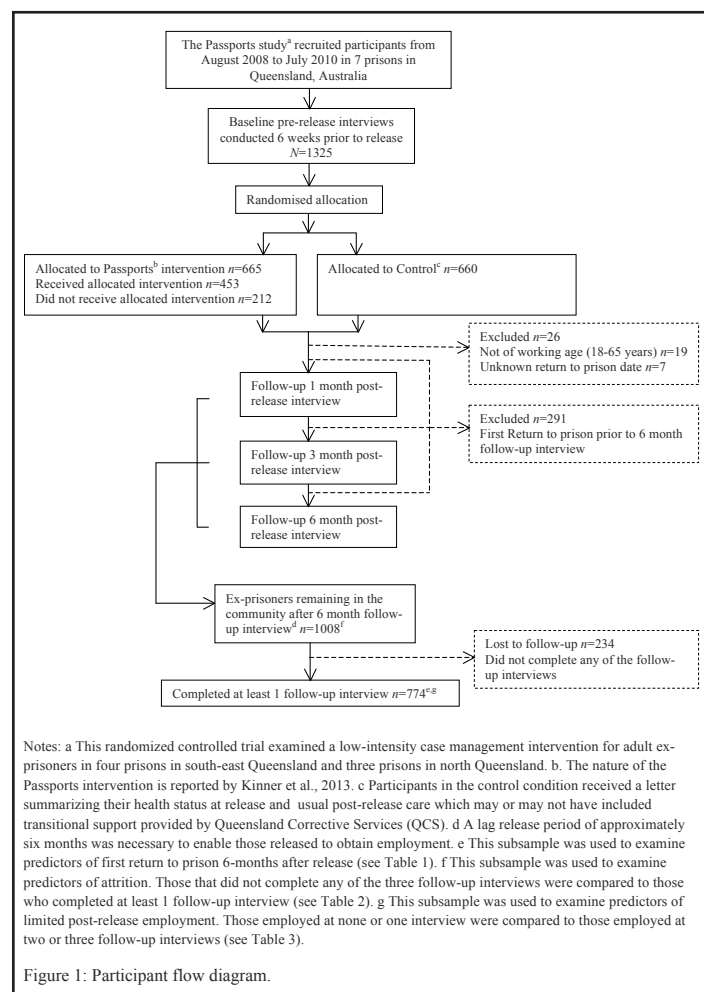 The Passports studyᵃ recruited participants from
August 2008 to July 2010 in 7 prisons in
Queensland, Australia
Baseline pre-release interviews
conducted 6 weeks prior to release
N=1325
Randomised allocation
Allocated to Passportsᵇ intervention n=665
Received allocated intervention n=453
Did not receive allocated intervention n=212
Allocated to Controlᶜ n=660
Excluded n=26
Not of working age (18-65 years) n=19
Unknown return to prison date n=7
Follow-up 1 month post-
release interview
Excluded n=291
First Return to prison prior to 6 month
follow-up interview
Follow-up 3 month post-
release interview
Follow-up 6 month post-
release interview
Ex-prisoners remaining in the
community after 6 month follow-
up interviewᵈ n=1008ᶠ
Lost to follow-up n=234
Did not complete any of the follow-
up interviews
Completed at least 1 follow-up interview n=774ᵉ,ᵍ
Notes: a This randomized controlled trial examined a low-intensity case management intervention for adult ex-
prisoners in four prisons in south-east Queensland and three prisons in north Queensland. b. The nature of the
Passports intervention is reported by Kinner et al., 2013. c Participants in the control condition received a letter
summarizing their health status at release and usual post-release care which may or may not have included
transitional support provided by Queensland Corrective Services (QCS). d A lag release period of approximately
six months was necessary to enable those released to obtain employment. e This subsample was used to examine
predictors of first return to prison 6-months after release (see Table 1). f This subsample was used to examine
predictors of attrition. Those that did not complete any of the three follow-up interviews were compared to those
who completed at least 1 follow-up interview (see Table 2). g This subsample was used to examine predictors of
limited post-release employment. Those employed at none or one interview were compared to those employed at
two or three follow-up interviews (see Table 3).
Figure 1: Participant flow diagram.